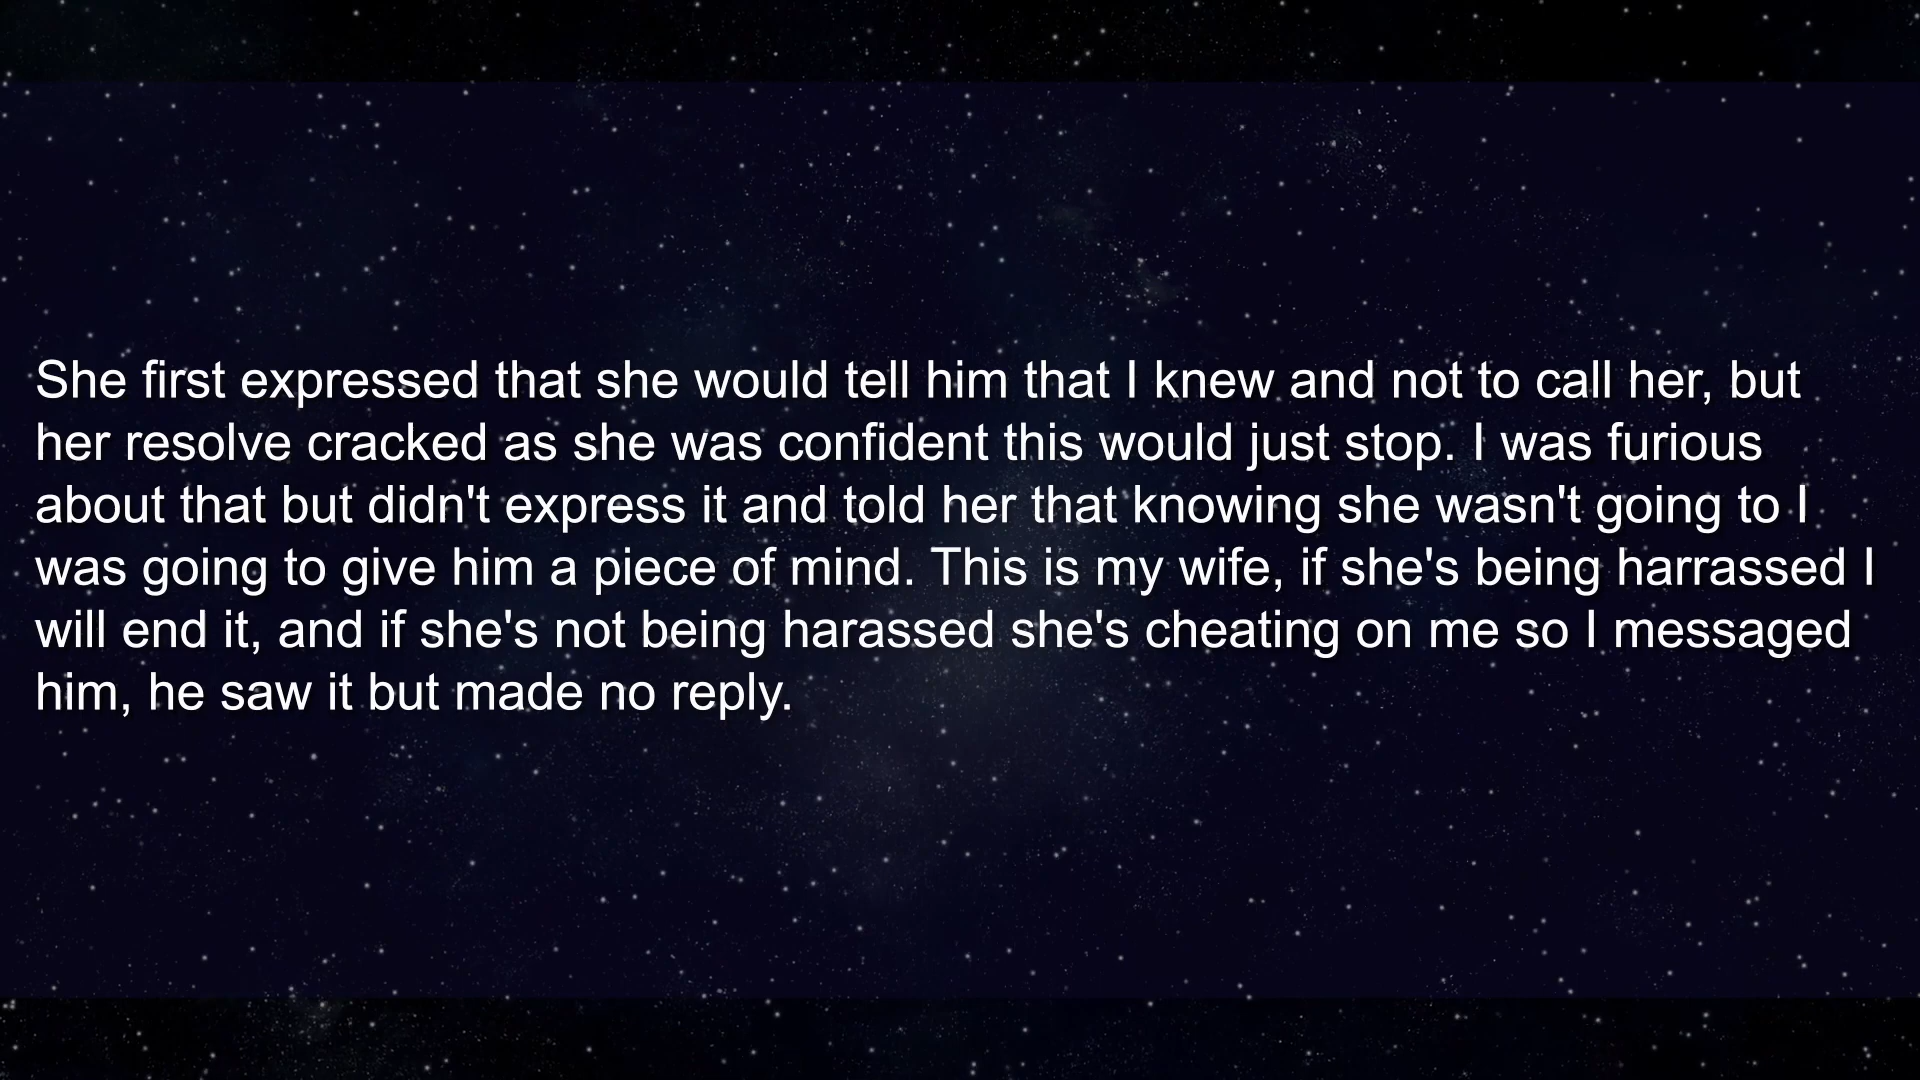 She first expressed that she would tell him that I knew and not to call her, but
her resolve cracked as she was confident this would just stop. I was furious
about that but didn't express it and told her that knowing she wasn't going to I
was going to give him a piece of mind. This is my wife, if she's being harrassed I
will end it, and if she's not being harassed she's cheating on me so I messaged
him, he saw it but made no reply.